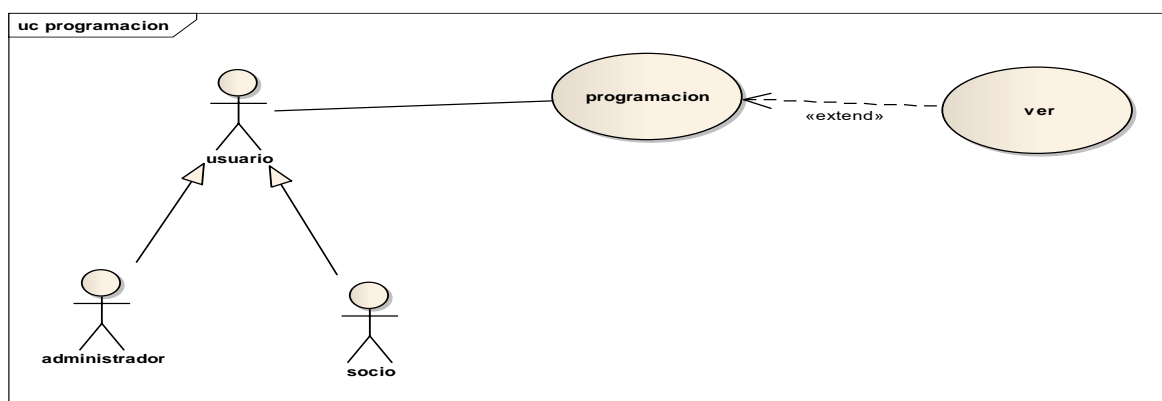 uc programacion
usuario
programacion
«extend»
ver
administrador
socio